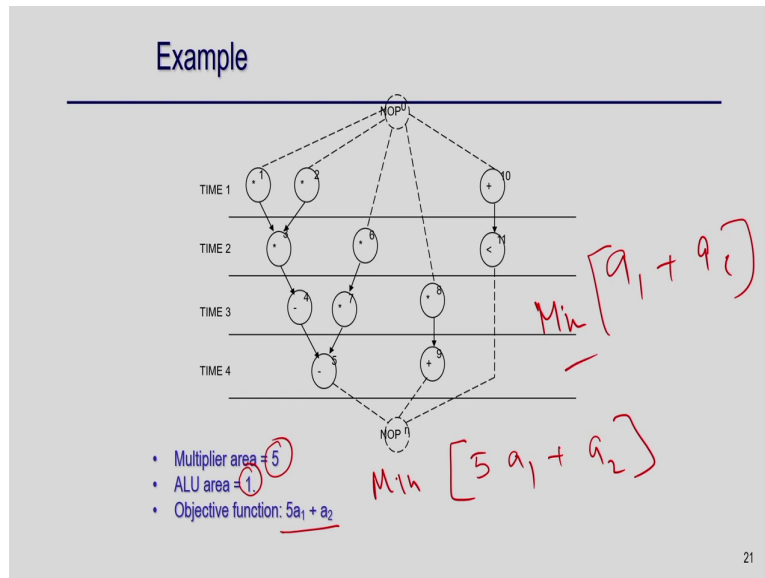 Example
NOP 0
* 1
* 2
+ 10
TIME 1
* 3
* 6
< 11
TIME 2
- 4
* 7
* 8
TIME 3
- 5
+ 9
TIME 4
NOP n
Min [a1 + a2]
• Multiplier area = 5
• ALU area = 1.
• Objective function: 5a₁ + a₂
Min [5 a1 + a2]
21